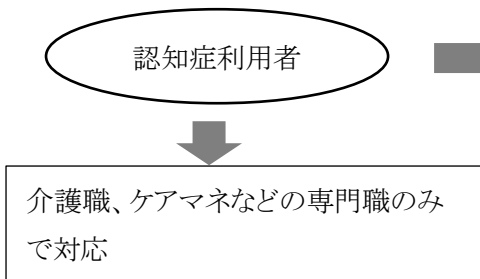 認知症利用者
介護職、ケアマネなどの専門職のみ
で対応